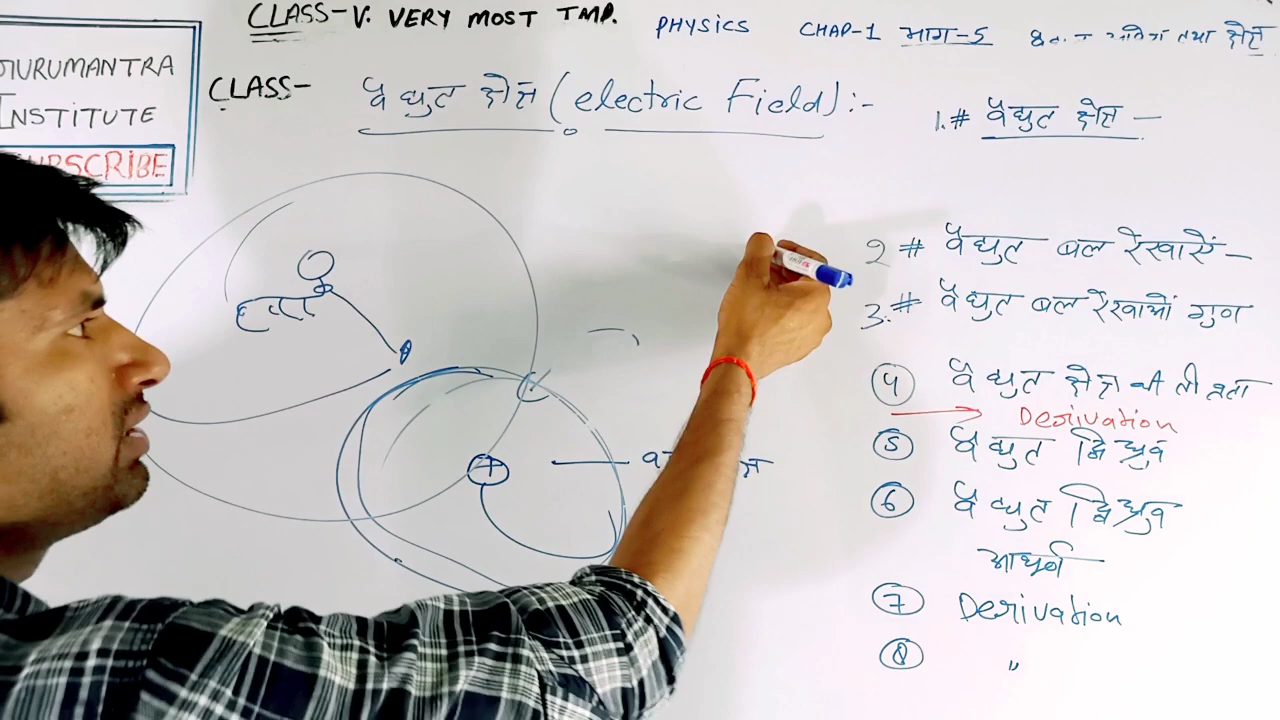 CLASS-V. VERY MOST IMP.
PHYSICS CHAP-1 भाग-5 तथा क्षेत्र
GURUMANTRA
INSTITUTE
SUBSCRIBE
CLASS-
वैद्युत क्षेत्र (electric Field):-
1.# वैद्युत क्षेत्र —
2 # वैद्युत बल रेखाऐं —
3.# वैद्युत बल रेखाओं गुण
4 वैद्युत क्षेत्र की तीव्रता
Derivation
5 वैद्युत द्विध्रुव
6 वैद्युत द्विध्रुव
आघूर्ण
7 Derivation
8 "
+